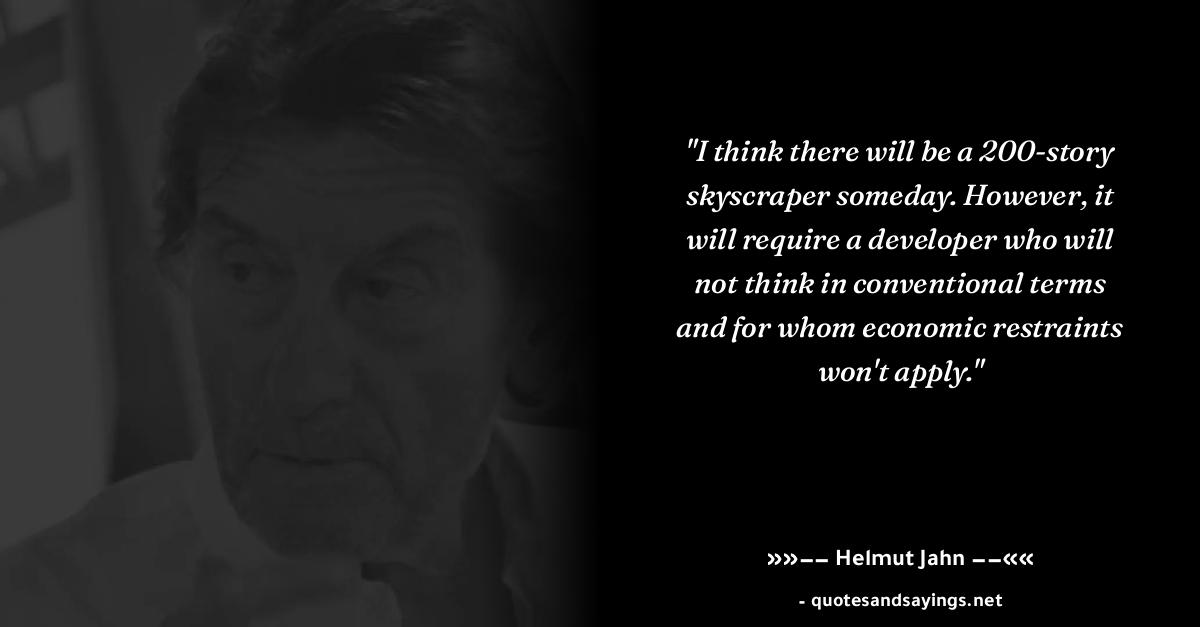 "I think there will be a 200-story
skyscraper someday. However, it
will require a developer who will
not think in conventional terms
and for whom economic restraints
won't apply."
»»−− Helmut Jahn −−««
- quotesandsayings.net